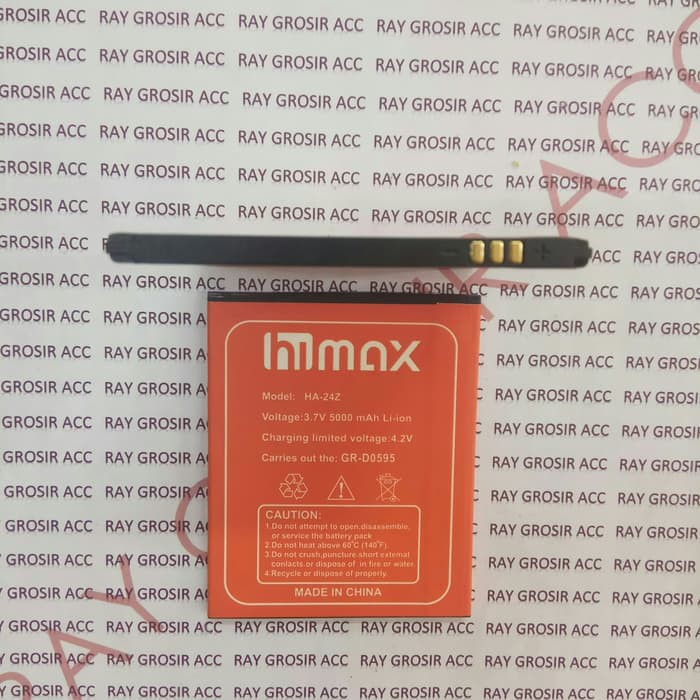 RAY GROSIR ACC
- +
Immax
Model: HA-24Z
Voltage:3.7V 5000 mAh Li-ion
Charging limited voltage:4.2V
Carries out the: GR-D0595
CAUTION:
1.Do not attempt to open,disassemble,
or service the battery pack
2.Do not heat above 60°C (140°F).
3.Do not crush,puncture.short external
contacts.or dispose of in fire or water.
4.Recycle or dispose of properly.
MADE IN CHINA